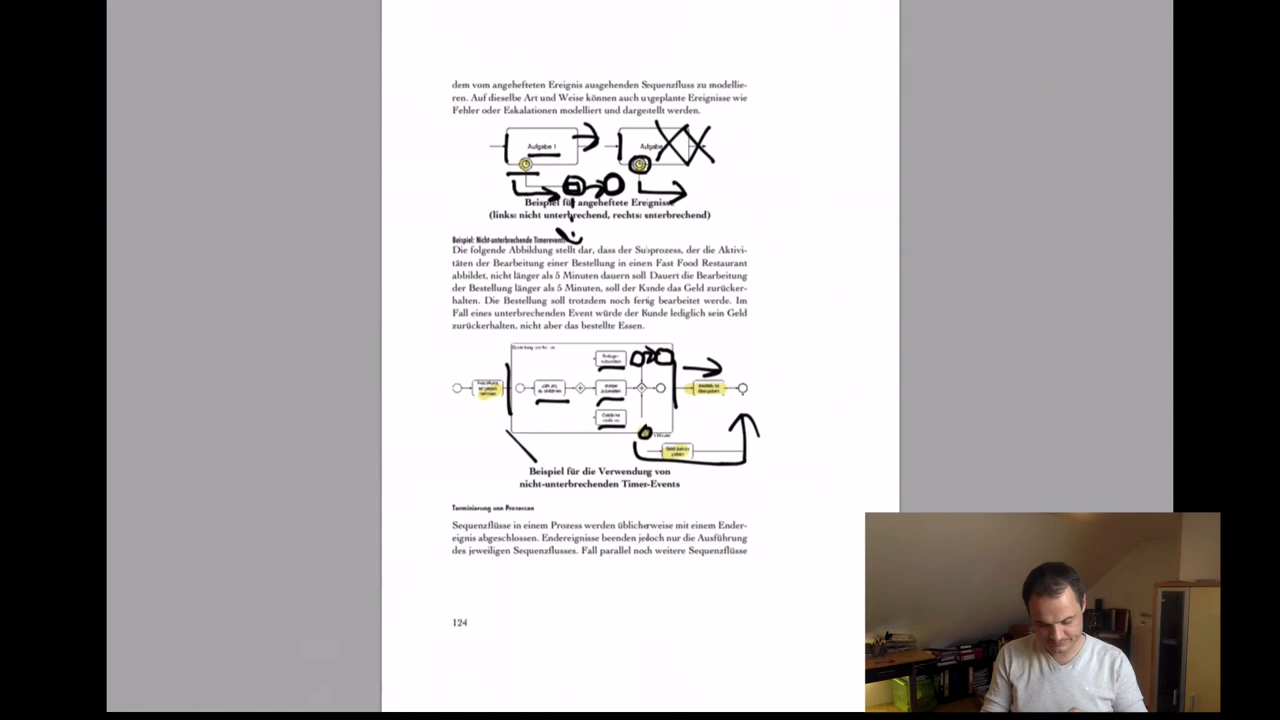 dem vom angehefteten Ereignis ausgehenden Sequenzfluss zu modellie-
ren. Auf dieselbe Art und Weise können auch ungeplante Ereignisse wie
Fehler oder Eskalationen modelliert und dargestellt werden.
Aufgabe 1
Aufgabe
Beispiel für angeheftete Ereignisse
(links: nicht unterbrechend, rechts: unterbrechend)
Beispiel: Nicht-unterbrechende Timerevents
Die folgende Abbildung stellt dar, dass der Subprozess, der die Aktivi-
täten der Bearbeitung einer Bestellung in einen Fast Food Restaurant
abbildet, nicht länger als 5 Minuten dauern soll Dauert die Bearbeitung
der Bestellung länger als 5 Minuten, soll der Kunde das Geld zurücker-
halten. Die Bestellung soll trotzdem noch fertig bearbeitet werde. Im
Fall eines unterbrechenden Event würde der Kunde lediglich sein Geld
zurückerhalten, nicht aber das bestellte Essen.
Beispiel für die Verwendung von
nicht-unterbrechenden Timer-Events
Terminierung von Prozessen
Sequenzflüsse in einem Prozess werden üblicherweise mit einem Ender-
eignis abgeschlossen. Endereignisse beenden jedoch nur die Ausführung
des jeweiligen Sequenzflusses. Fall parallel noch weitere Sequenzflüsse
124